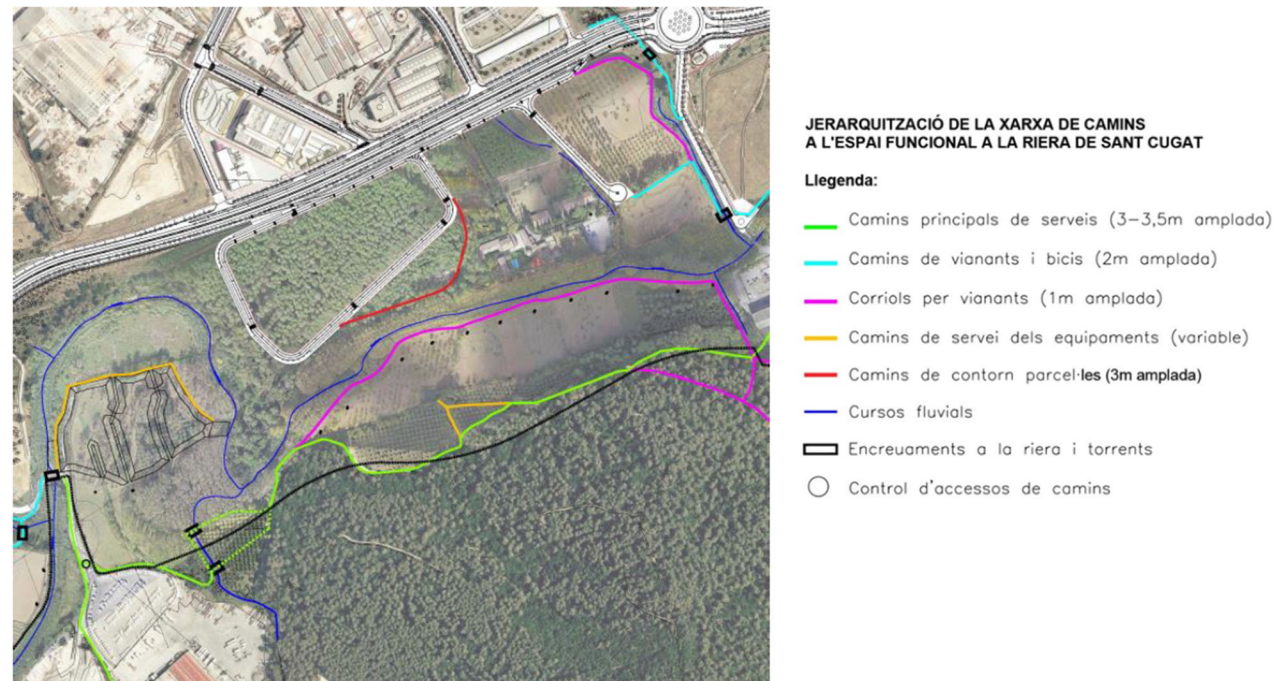 JERARQUITZACIÓ DE LA XARXA DE CAMINS
A L'ESPAI FUNCIONAL A LA RIERA DE SANT CUGAT
Llegenda:
Camins principals de serveis (3-3,5m amplada)
Camins de vianants i bicis (2m amplada)
Corriols per vianants (1m amplada)
Camins de servei dels equipaments (variable)
Camins de contorn parcel·les (3m amplada)
Cursos fluvials
Encreuaments a la riera i torrents
Control d'accessos de camins